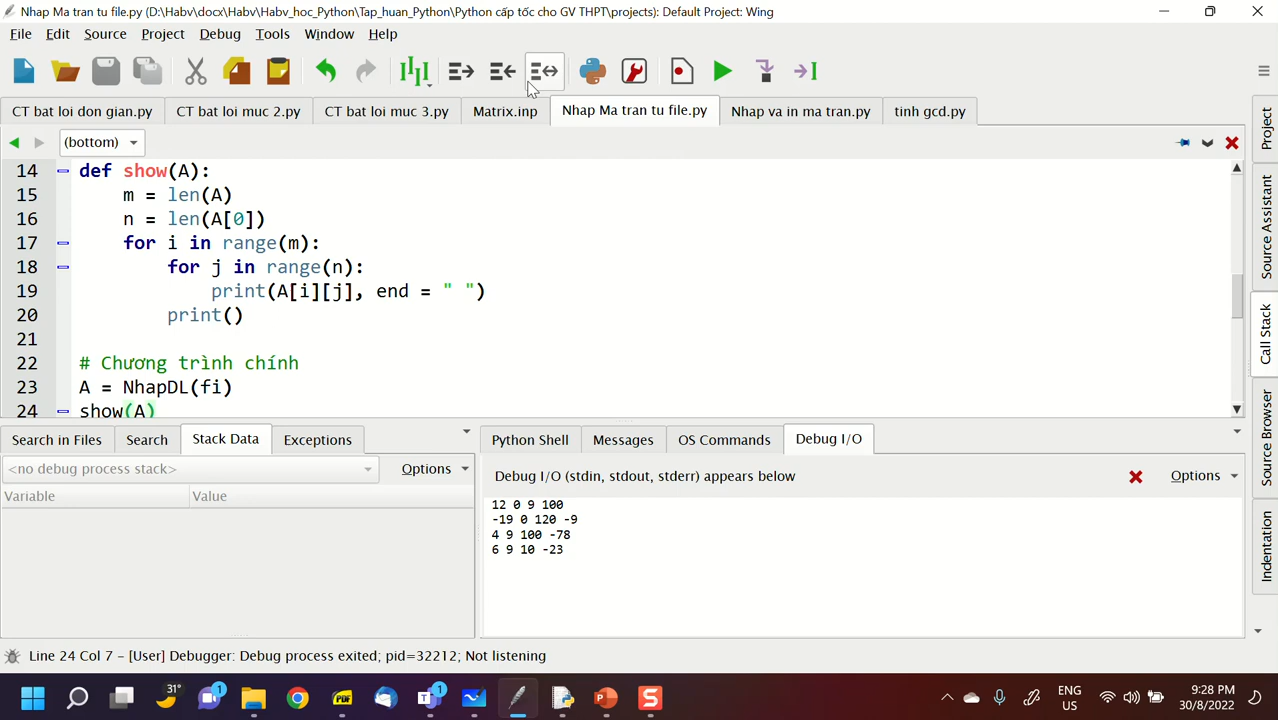 Nhap Ma tran tu file.py (D:\Habv\docx\Habv\Habv_hoc_Python\Tap_huan_Python\Python cấp tốc cho GV THPT\projects): Default Project: Wing
File Edit Source Project Debug Tools Window Help
CT bat loi don gian.py CT bat loi muc 2.py CT bat loi muc 3.py Matrix.inp Nhap Ma tran tu file.py Nhap va in ma tran.py tinh gcd.py
(bottom)
14 def show(A):
15 m = len(A)
16 n = len(A[0])
17 for i in range(m):
18 for j in range(n):
19 print(A[i][j], end = " ")
20 print()
21
22 # Chương trình chính
23 A = NhapDL(fi)
24 show(A)
Project
Source Assistant
Call Stack
Source Browser
Indentation
Search in Files Search Stack Data Exceptions
<no debug process stack> Options
Variable Value
Python Shell Messages OS Commands Debug I/O
Debug I/O (stdin, stdout, stderr) appears below Options
12 0 9 100
-19 0 120 -9
4 9 100 -78
6 9 10 -23
Line 24 Col 7 – [User] Debugger: Debug process exited; pid=32212; Not listening
31°
1
1
PDF
P
S
ENG
US
9:28 PM
30/8/2022